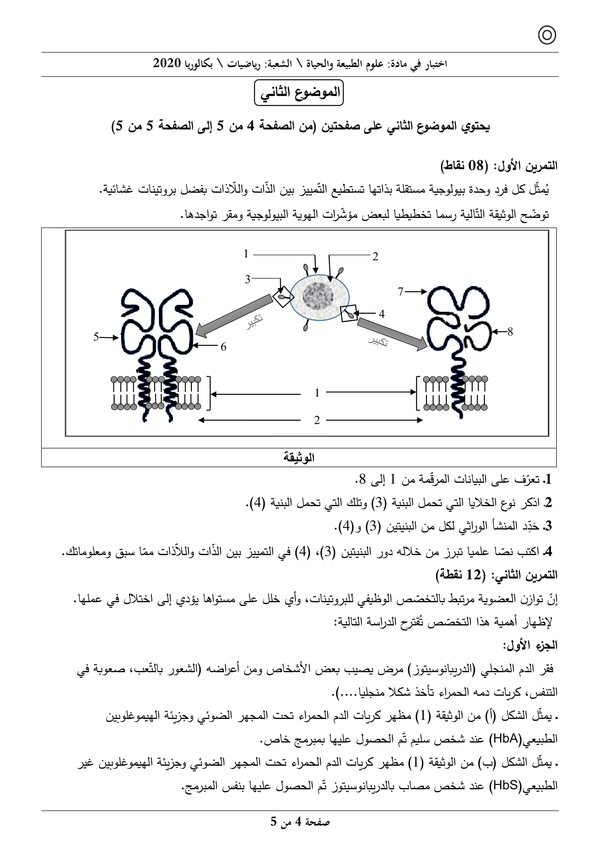 اختبار في مادة: علوم الطبيعة والحياة \ الشعبة: رياضيات \ بكالوريا 2020
الموضوع الثاني
يحتوي الموضوع الثاني على صفحتين (من الصفحة 4 من 5 إلى الصفحة 5 من 5)
التمرين الأول: (08 نقاط)
يُمثّل كل فرد وحدة بيولوجية مستقلة بذاتها تستطيع التّمييز بين الذّات واللّاذات بفضل بروتينات غشائية.
توضّح الوثيقة التّالية رسما تخطيطيا لبعض مؤشّرات الهوية البيولوجية ومقر تواجدها.
1
2
3
4
تكبير
تكبير
5
6
7
8
1
2
الوثيقة
1. تعرّف على البيانات المرقّمة من 1 إلى 8.
2. اذكر نوع الخلايا التي تحمل البنية (3) وتلك التي تحمل البنية (4).
3. حَدِّد المنشأ الوراثي لكل من البنيتين (3) و(4).
4. اكتب نصّا علميا تبرز من خلاله دور البنيتين (3)، (4) في التمييز بين الذّات واللاّذات ممّا سبق ومعلوماتك.
التمرين الثاني: (12 نقطة)
إنّ توازن العضوية مرتبط بالتخصّص الوظيفي للبروتينات، وأي خلل على مستواها يؤدي إلى اختلال في عملها.
لإظهار أهمية هذا التخصّص تُقترح الدراسة التالية:
الجزء الأول:
فقر الدم المنجلي (الدريبانوسيتوز) مرض يصيب بعض الأشخاص ومن أعراضه (الشعور بالتّعب، صعوبة في
التنفس، كريات دمه الحمراء تأخذ شكلا منجليا....).
. يمثّل الشكل (أ) من الوثيقة (1) مظهر كريات الدم الحمراء تحت المجهر الضوئي وجزيئة الهيموغلوبين
الطبيعي(HbA) عند شخص سليم تّم الحصول عليها بمبرمج خاص.
. يمثّل الشكل (ب) من الوثيقة (1) مظهر كريات الدم الحمراء تحت المجهر الضوئي وجزيئة الهيموغلوبين غير
الطبيعي(HbS) عند شخص مصاب بالدريبانوسيتوز تّم الحصول عليها بنفس المبرمج.
صفحة 4 من 5